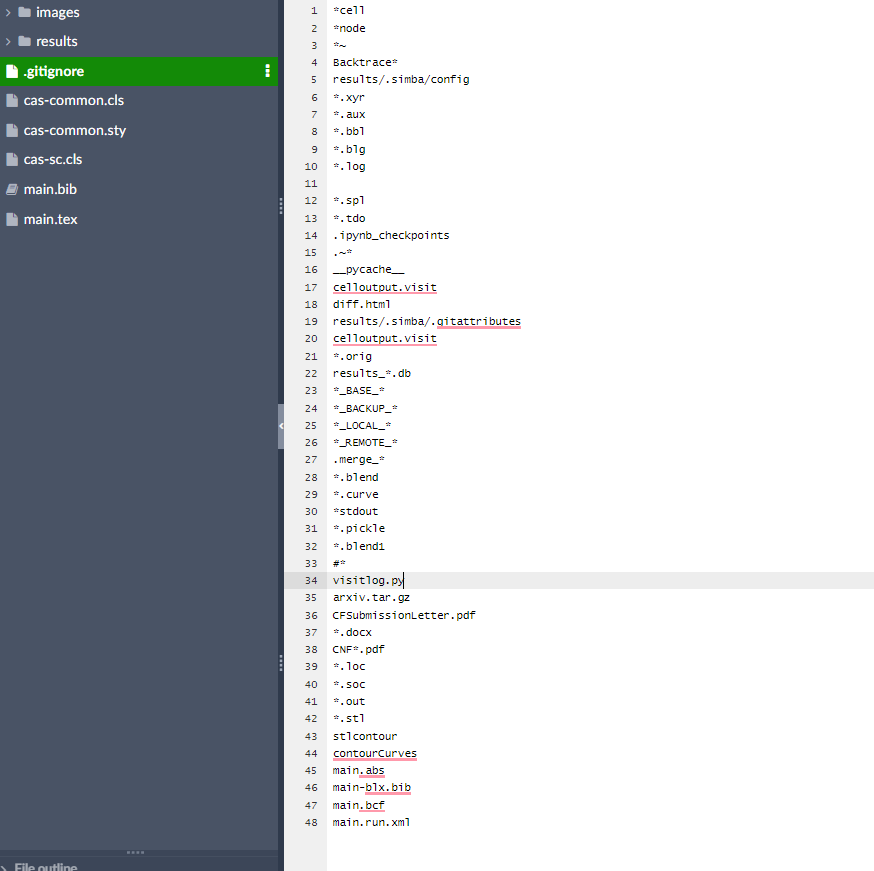 images
results
.gitignore
cas-common.cls
cas-common.sty
cas-sc.cls
main.bib
main.tex
File outline
1 *cell
2 *node
3 *~
4 Backtrace*
5 results/.simba/config
6 *.xyr
7 *.aux
8 *.bbl
9 *.blg
10 *.log
11
12 *.spl
13 *.tdo
14 .ipynb_checkpoints
15 .~*
16 __pycache__
17 celloutput.visit
18 diff.html
19 results/.simba/.gitattributes
20 celloutput.visit
21 *.orig
22 results_*.db
23 *_BASE_*
24 *_BACKUP_*
25 *_LOCAL_*
26 *_REMOTE_*
27 .merge_*
28 *.blend
29 *.curve
30 *stdout
31 *.pickle
32 *.blend1
33 #*
34 visitlog.py
35 arxiv.tar.gz
36 CFSubmissionLetter.pdf
37 *.docx
38 CNF*.pdf
39 *.loc
40 *.soc
41 *.out
42 *.stl
43 stlcontour
44 contourCurves
45 main.abs
46 main-blx.bib
47 main.bcf
48 main.run.xml